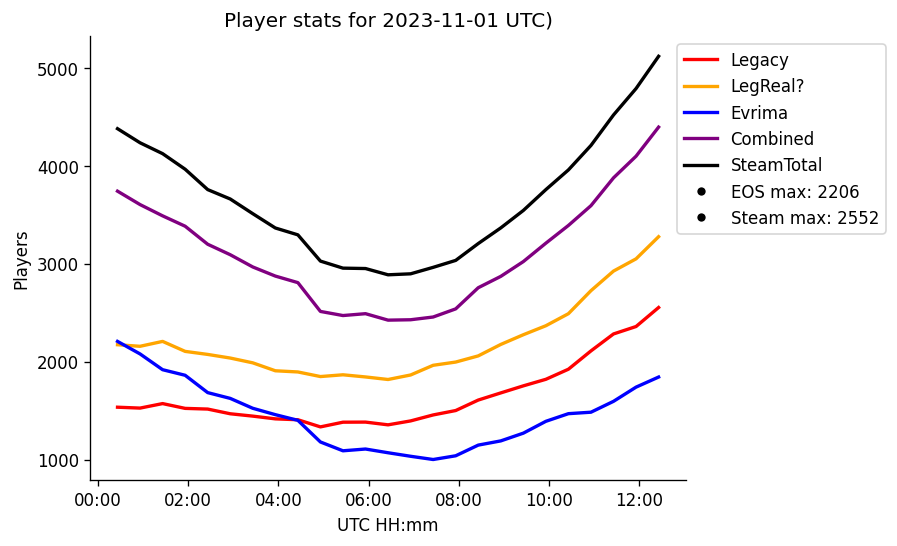 Player stats for 2023-11-01 UTC)
5000
4000
3000
2000
1000
Players
00:00 02:00 04:00 06:00 08:00 10:00 12:00
UTC HH:mm
Legacy
LegReal?
Evrima
Combined
SteamTotal
EOS max: 2206
Steam max: 2552